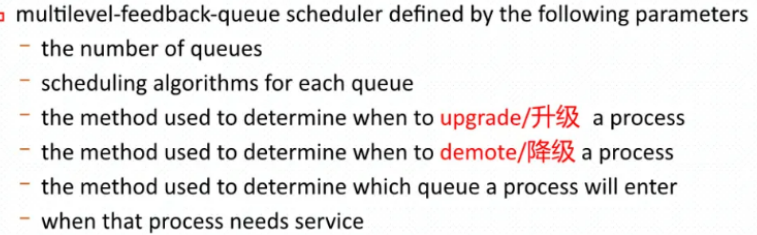 multilevel-feedback-queue scheduler defined by the following parameters
– the number of queues
– scheduling algorithms for each queue
– the method used to determine when to upgrade/升级 a process
– the method used to determine when to demote/降级 a process
– the method used to determine which queue a process will enter
– when that process needs service